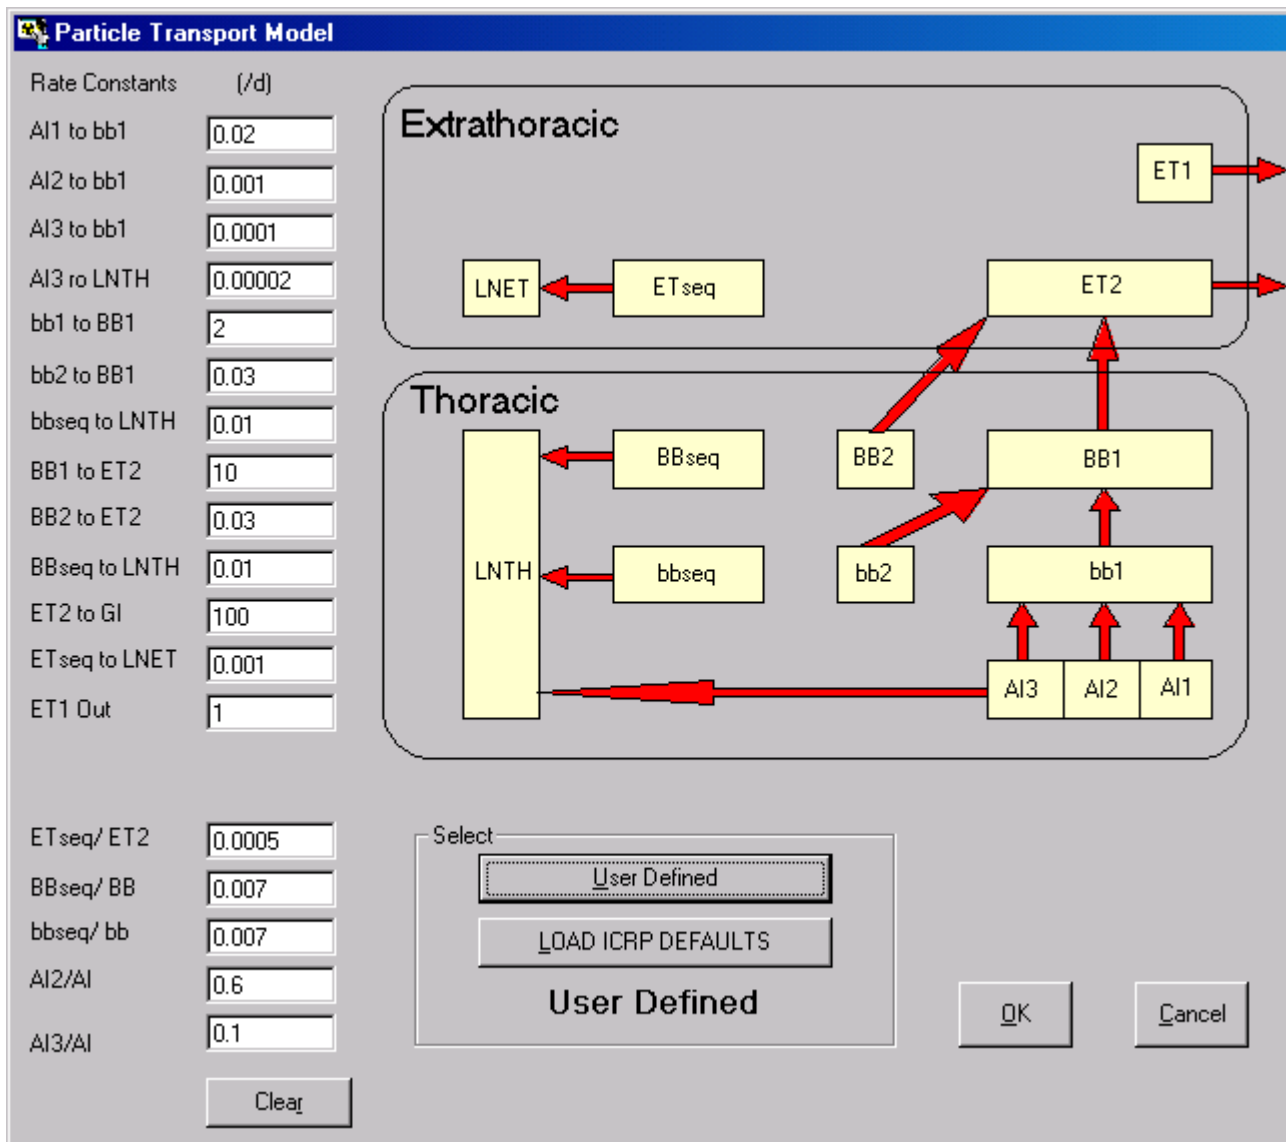 Particle Transport Model
Rate Constants (/d)
AI1 to bb1 0.02
AI2 to bb1 0.001
AI3 to bb1 0.0001
AI3 ro LNTH 0.00002
bb1 to BB1 2
bb2 to BB1 0.03
bbseq to LNTH 0.01
BB1 to ET2 10
BB2 to ET2 0.03
BBseq to LNTH 0.01
ET2 to GI 100
ETseq to LNET 0.001
ET1 Out 1
ETseq/ ET2 0.0005
BBseq/ BB 0.007
bbseq/ bb 0.007
AI2/AI 0.6
AI3/AI 0.1
Clear
Extrathoracic
ET1
LNET ETseq ET2
Thoracic
BBseq BB2 BB1
LNTH bbseq bb2 bb1
AI3 AI2 AI1
Select
User Defined
LOAD ICRP DEFAULTS
User Defined
OK Cancel